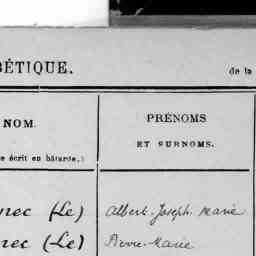 BÉTIQUE.
de la
NOM.
PRÉNOMS
ET SURNOMS.
e écrit en bâtarde.)
nec (Le) Albert-Joseph-Marie
nec (Le) Pierre-Marie